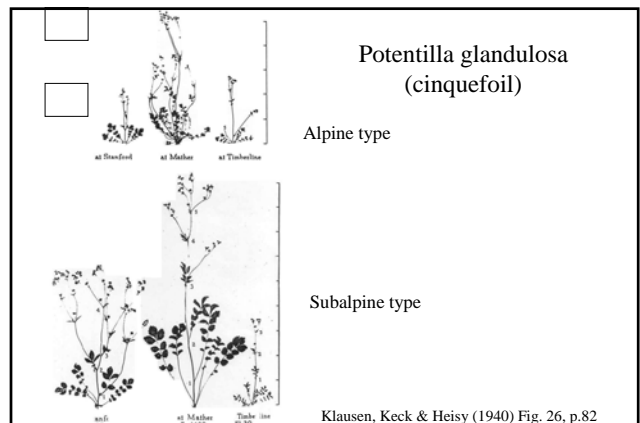 Potentilla glandulosa
(cinquefoil)
at Stanford at Mather at Timberline
Alpine type
Subalpine type
anfo
at Mather
Klausen, Keck & Heisy (1940) Fig. 26, p.82